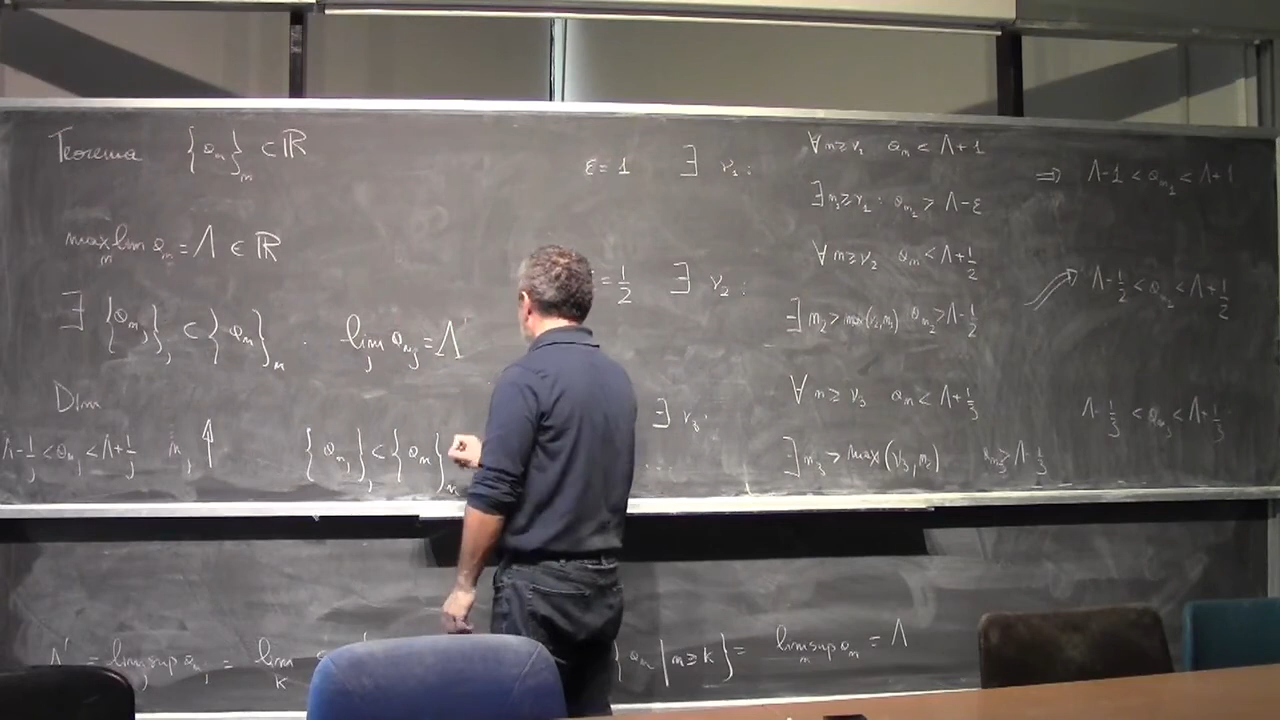 Teorema {a_n}_n ⊂ ℝ
max lim_n a_n = Λ ∈ ℝ
∃ {a_{n_j}}_j ⊂ {a_n}_n . lim_j a_{n_j} = Λ
Dim
Λ-1/j < a_{n_j} < Λ+1/j n_j ↑ {a_{n_j}}_j ⊂ {a_n}_n
ε = 1 ∃ ν_1 : ∀ n ≥ ν_1 a_n < Λ + 1
∃ n_1 ≥ ν_1 : a_{n_1} > Λ - ε
⇒ Λ-1 < a_{n_1} < Λ+1
= 1/2 ∃ ν_2 : ∀ n ≥ ν_2 a_n < Λ + 1/2
∃ n_2 > max(ν_2, n_1) a_{n_2} > Λ - 1/2
Λ-1/2 < a_{n_2} < Λ+1/2
∃ ν_3 : ∀ n ≥ ν_3 a_n < Λ + 1/3
∃ n_3 > max(ν_3, n_2) a_{n_3} > Λ - 1/3
Λ-1/3 < a_{n_3} < Λ+1/3
....
Λ' = lim sup_j a_{n_j} = lim_k
{a_n | n ≥ k} = lim sup_n a_n = Λ